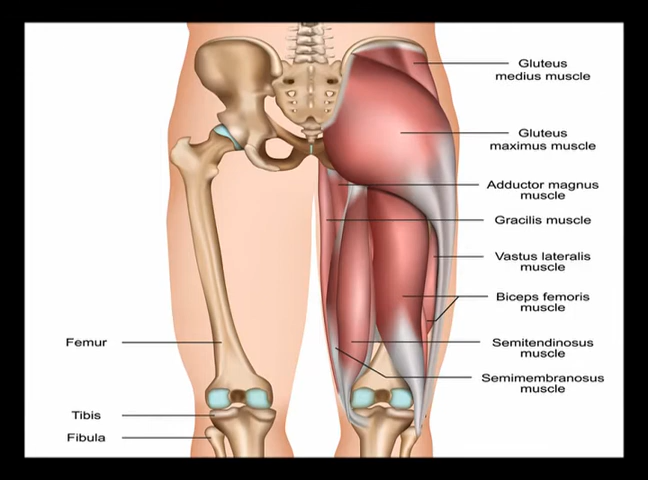 Gluteus
medius muscle
Gluteus
maximus muscle
Adductor magnus
muscle
Gracilis muscle
Vastus lateralis
muscle
Biceps femoris
muscle
Semitendinosus
muscle
Semimembranosus
muscle
Femur
Tibis
Fibula